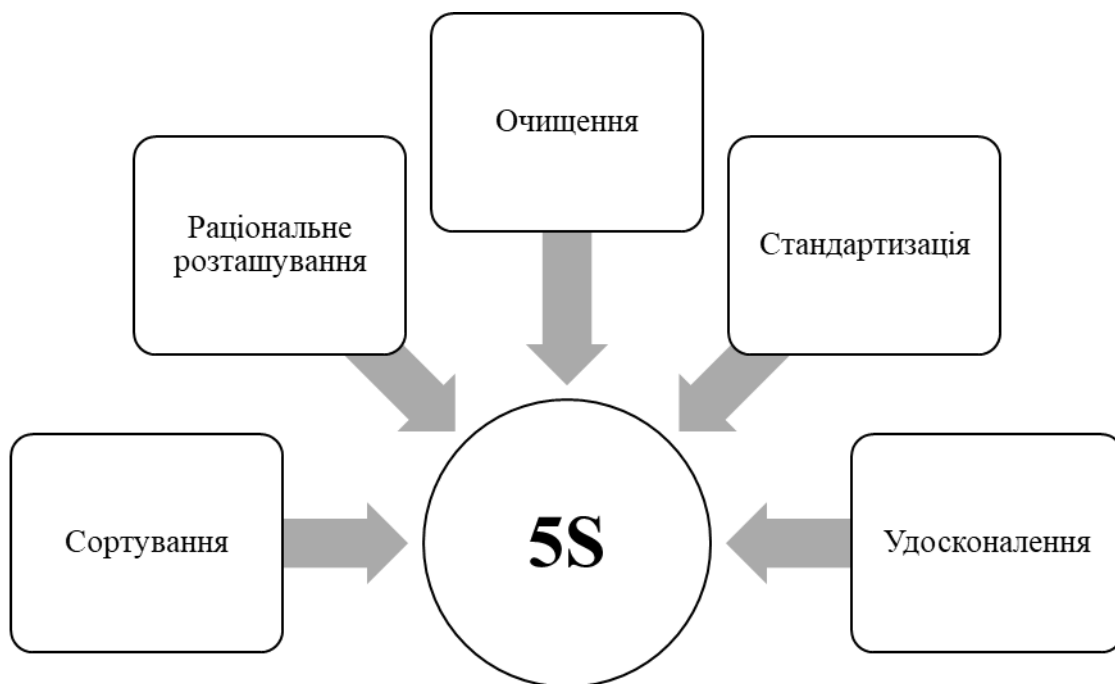 Очищення
Раціональне
розташування
Стандартизація
Сортування
5S
Удосконалення